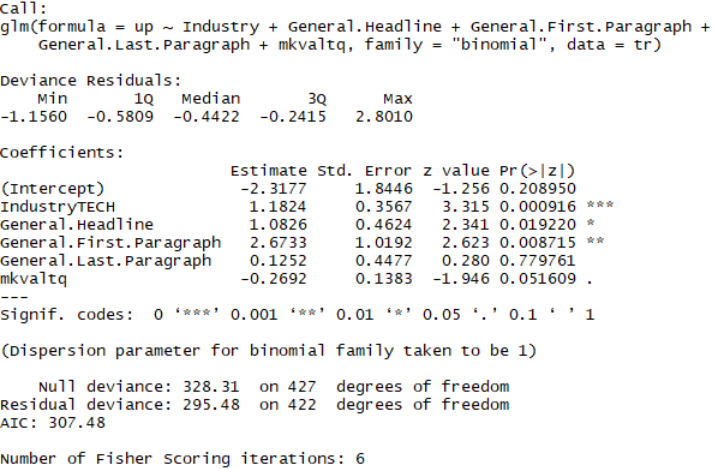 Call:
glm(formula = up ~ Industry + General.Headline + General.First.Paragraph +
    General.Last.Paragraph + mkvaltq, family = "binomial", data = tr)

Deviance Residuals:
    Min       1Q   Median       3Q      Max
-1.1560  -0.5809  -0.4422  -0.2415   2.8010

Coefficients:
                        Estimate Std. Error z value Pr(>|z|)
(Intercept)              -2.3177     1.8446  -1.256 0.208950
IndustryTECH              1.1824     0.3567   3.315 0.000916 ***
General.Headline          1.0826     0.4624   2.341 0.019220 *
General.First.Paragraph   2.6733     1.0192   2.623 0.008715 **
General.Last.Paragraph    0.1252     0.4477   0.280 0.779761
mkvaltq                  -0.2692     0.1383  -1.946 0.051609 .
---
Signif. codes:  0 ‘***’ 0.001 ‘**’ 0.01 ‘*’ 0.05 ‘.’ 0.1 ‘ ’ 1

(Dispersion parameter for binomial family taken to be 1)

    Null deviance: 328.31  on 427  degrees of freedom
Residual deviance: 295.48  on 422  degrees of freedom
AIC: 307.48

Number of Fisher Scoring iterations: 6